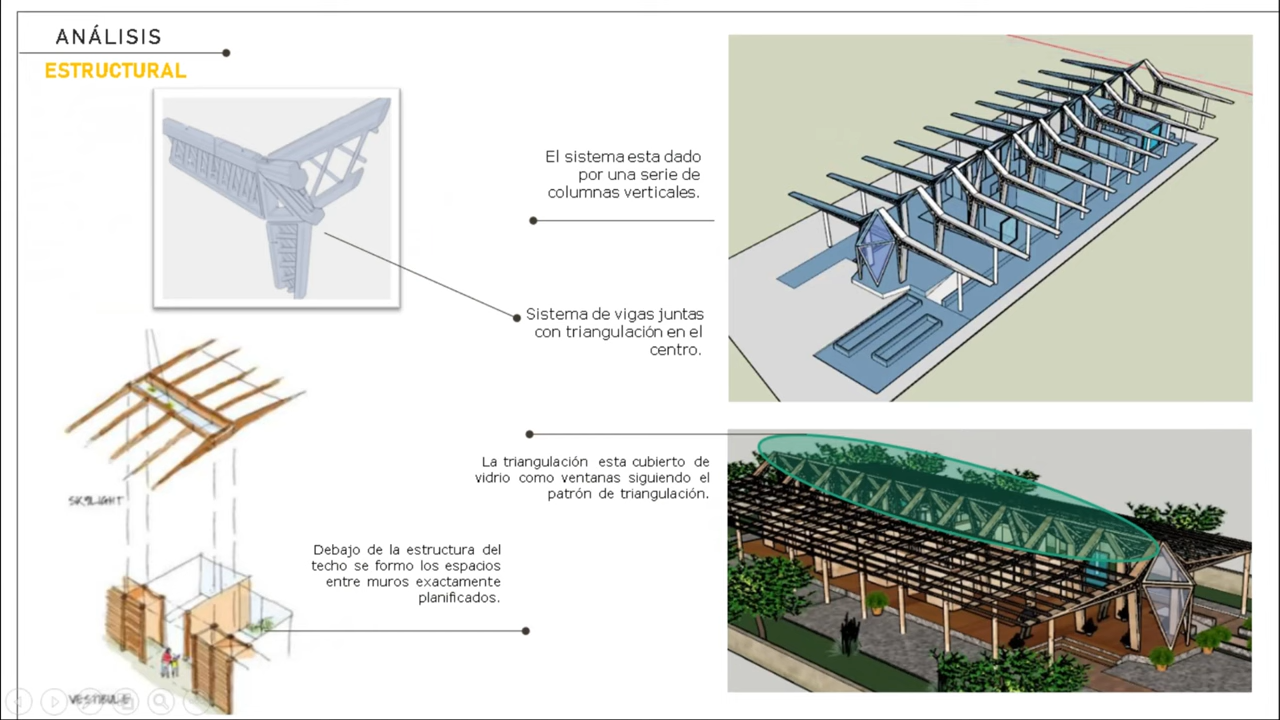 ANÁLISIS
ESTRUCTURAL
El sistema esta dado
por una serie de
columnas verticales.
Sistema de vigas juntas
con triangulación en el
centro.
La triangulación esta cubierto de
vidrio como ventanas siguiendo el
patrón de triangulación.
SKYLIGHT
Debajo de la estructura del
techo se formo los espacios
entre muros exactamente
planificados.
VESTIBULE